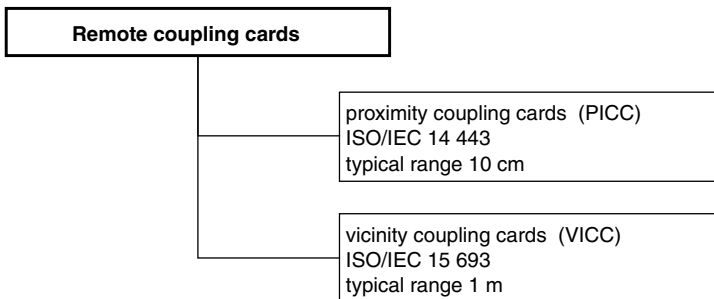 Remote coupling cards
proximity coupling cards (PICC)
ISO/IEC 14 443
typical range 10 cm
vicinity coupling cards (VICC)
ISO/IEC 15 693
typical range 1 m